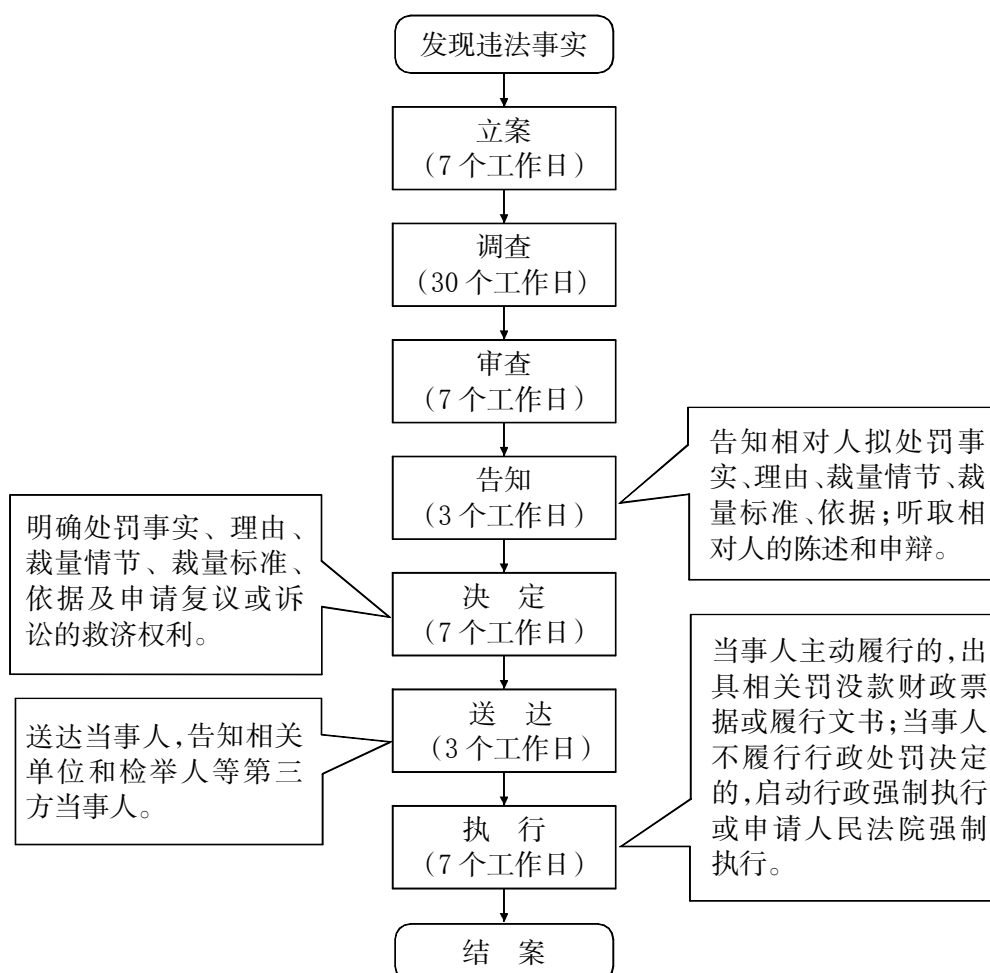 发现违法事实
立案
(7个工作日)
调查
(30个工作日)
审查
(7个工作日)
告知
(3个工作日)
告知相对人拟处罚事
实、理由、裁量情节、裁
量标准、依据;听取相
对人的陈述和申辩。
明确处罚事实、理由、
裁量情节、裁量标准、
依据及申请复议或诉
讼的救济权利。
决 定
(7个工作日)
送 达
(3个工作日)
送达当事人,告知相关
单位和检举人等第三
方当事人。
当事人主动履行的,出
具相关罚没款财政票
据或履行文书;当事人
不履行行政处罚决定
的,启动行政强制执行
或申请人民法院强制
执行。
执 行
(7个工作日)
结 案